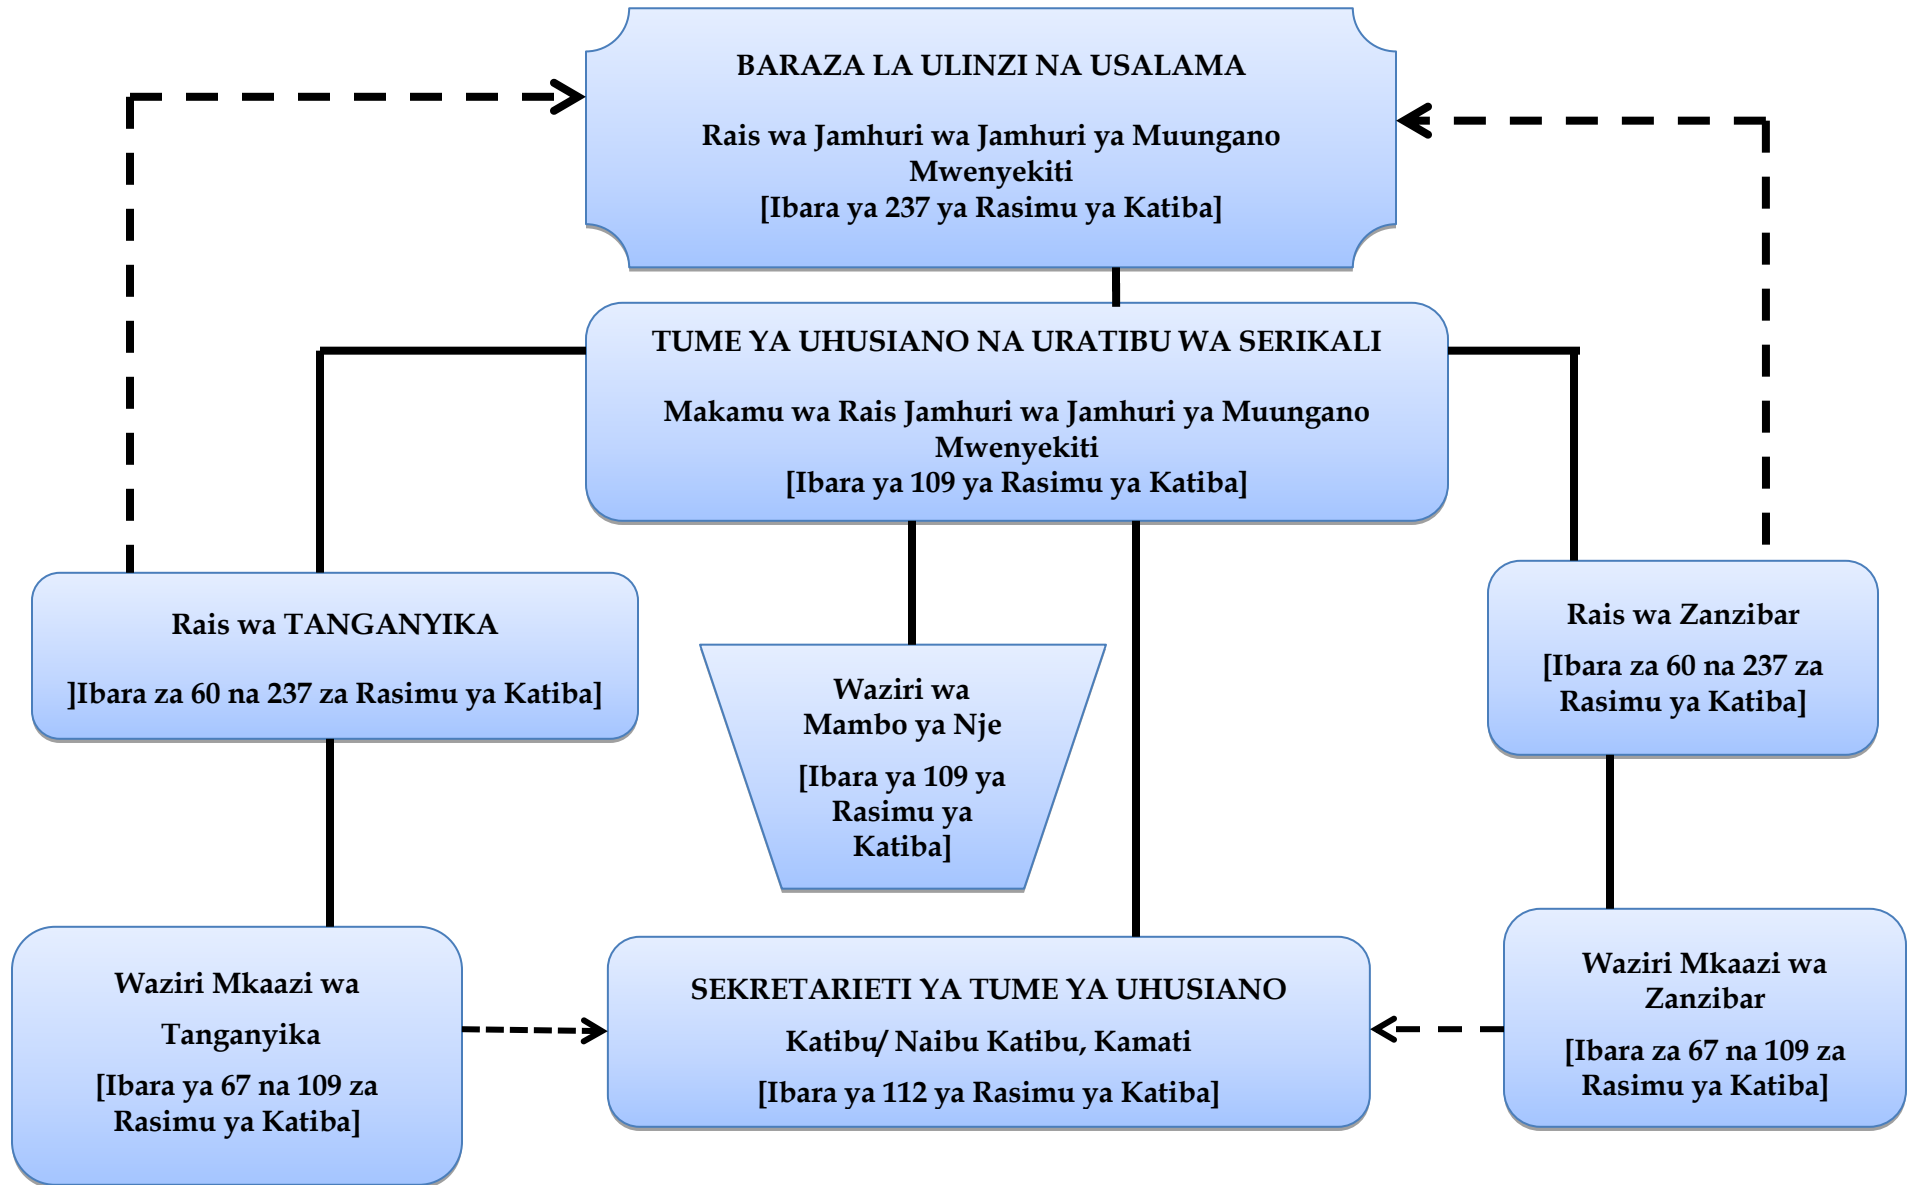 BARAZA LA ULINZI NA USALAMA
Rais wa Jamhuri wa Jamhuri ya Muungano
Mwenyekiti
[Ibara ya 237 ya Rasimu ya Katiba]
TUME YA UHUSIANO NA URATIBU WA SERIKALI
Makamu wa Rais Jamhuri wa Jamhuri ya Muungano
Mwenyekiti
[Ibara ya 109 ya Rasimu ya Katiba]
Rais wa TANGANYIKA
]Ibara za 60 na 237 za Rasimu ya Katiba]
Waziri wa
Mambo ya Nje
[Ibara ya 109 ya
Rasimu ya
Katiba]
Rais wa Zanzibar
[Ibara za 60 na 237 za
Rasimu ya Katiba]
Waziri Mkaazi wa
Tanganyika
[Ibara ya 67 na 109 za
Rasimu ya Katiba]
SEKRETARIETI YA TUME YA UHUSIANO
Katibu/ Naibu Katibu, Kamati
[Ibara ya 112 ya Rasimu ya Katiba]
Waziri Mkaazi wa
Zanzibar
[Ibara za 67 na 109 za
Rasimu ya Katiba]